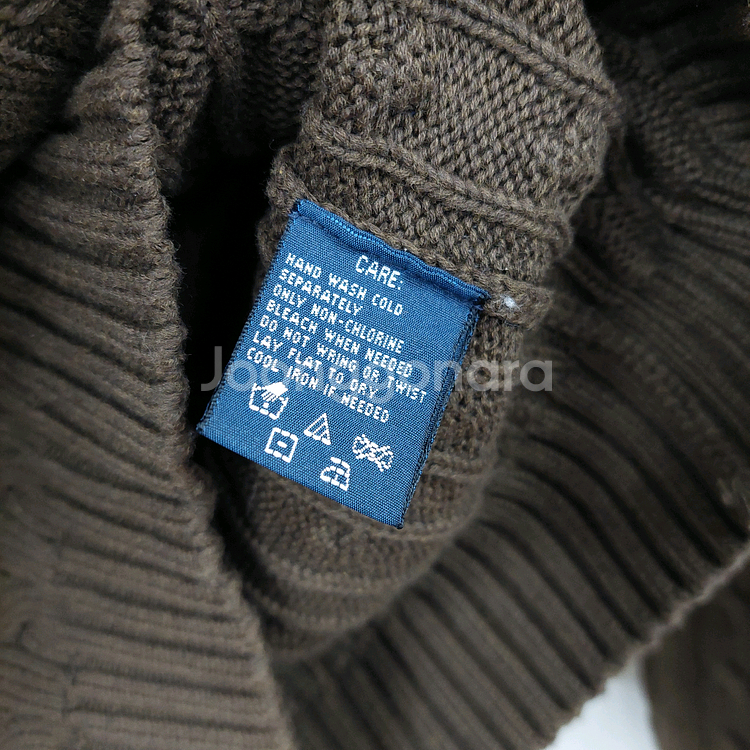 CARE:
HAND WASH COLD
SEPARATELY
ONLY NON-CHLORINE
BLEACH WHEN NEEDED
DO NOT WRING OR TWIST
LAY FLAT TO DRY
COOL IRON IF NEEDED
Joonggonara